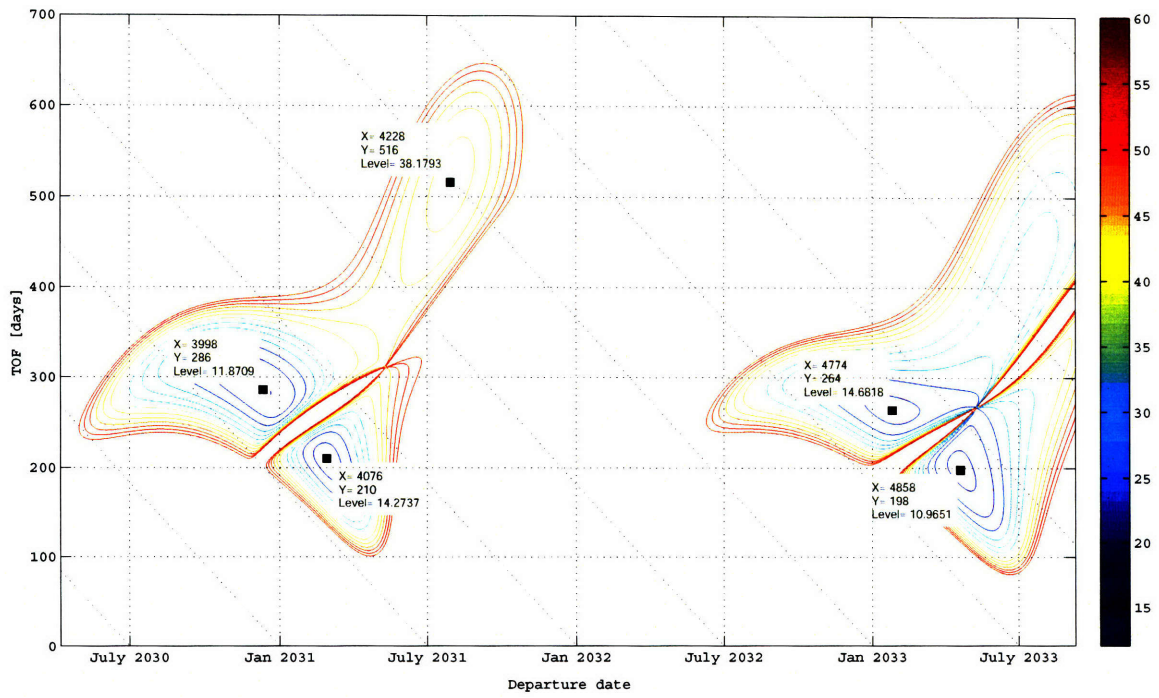 700
600
500
400
300
200
100
0
TOF [days]
X= 4228
Y= 516
Level= 38.1793
X= 3998
Y= 286
Level= 11.8709
X= 4076
Y= 210
Level= 14.2737
X= 4774
Y= 264
Level= 14.6818
X= 4858
Y= 198
Level= 10.9651
July 2030
Jan 2031
July 2031
Jan 2032
July 2032
Jan 2033
July 2033
Departure date
60
55
50
45
40
35
30
25
20
15